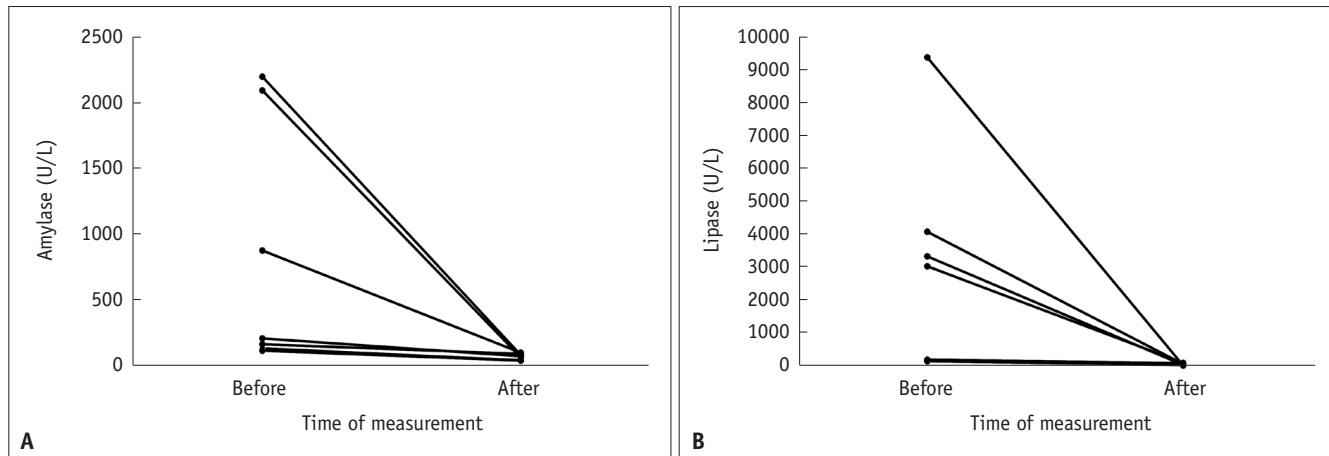 2500
2000
1500
1000
500
0
Amylase (U/L)
Before
After
Time of measurement
A
10000
9000
8000
7000
6000
5000
4000
3000
2000
1000
0
Lipase (U/L)
Before
After
Time of measurement
B